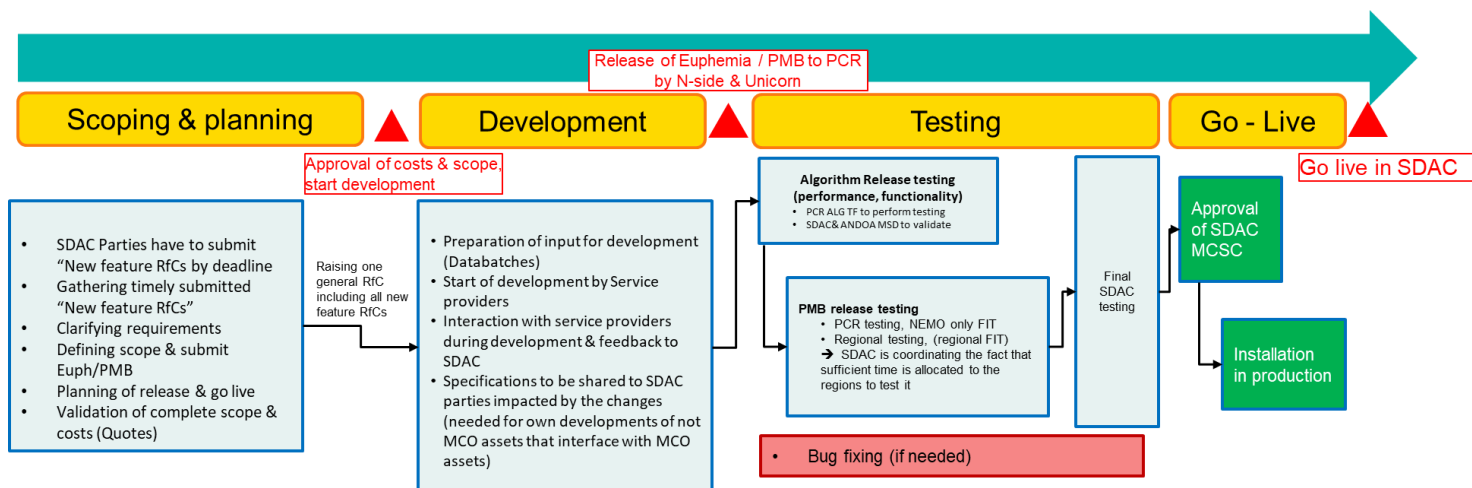 Release of Euphemia / PMB to PCR
by N-side & Unicorn
Scoping & planning
Development
Testing
Go - Live
Approval of costs & scope,
start development
Go live in SDAC
• SDAC Parties have to submit
“New feature RfCs by deadline
• Gathering timely submitted
“New feature RFCs”
• Clarifying requirements
• Defining scope & submit
Euph/PMB
• Planning of release & go live
• Validation of complete scope &
costs (Quotes)
Raising one
general RfC
including all new
feature RfCs
• Preparation of input for development
(Databatches)
• Start of development by Service
providers
• Interaction with service providers
during development & feedback to
SDAC
• Specifications to be shared to SDAC
parties impacted by the changes
(needed for own developments of not
MCO assets that interface with MCO
assets)
Algorithm Release testing
(performance, functionality)
• PCR ALG TF to perform testing
• SDAC& ANDOA MSD to validate
PMB release testing
• PCR testing, NEMO only FIT
• Regional testing, (regional FIT)
➔ SDAC is coordinating the fact that
sufficient time is allocated to the
regions to test it
• Bug fixing (if needed)
Final
SDAC
testing
Approval
of SDAC
MCSC
Installation
in production